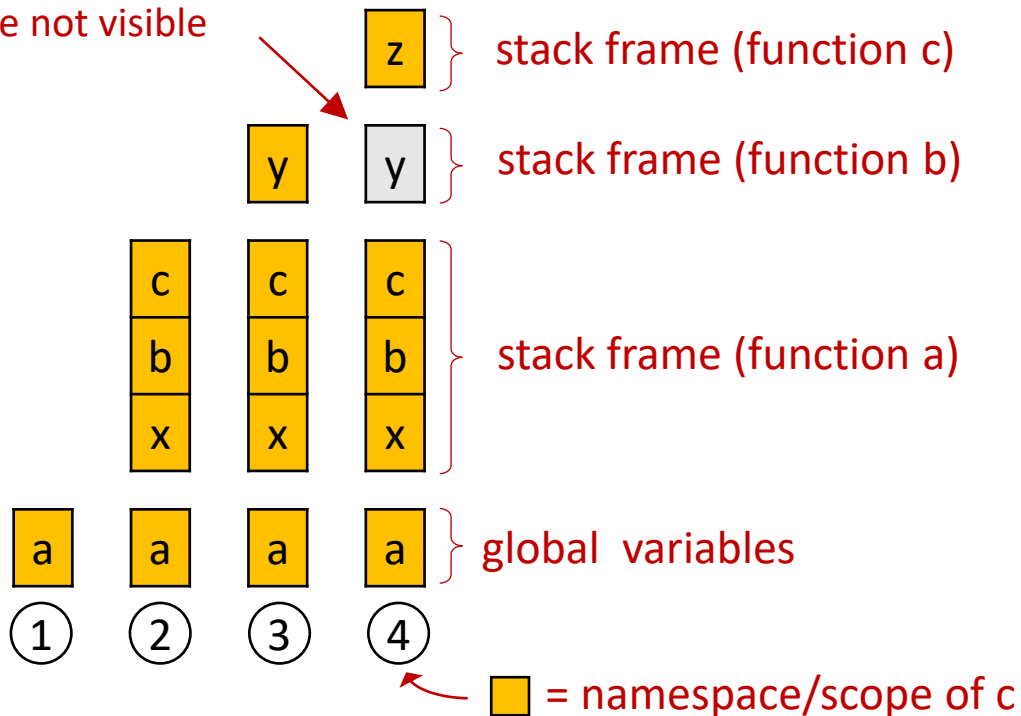 e not visible
z stack frame (function c)
y y stack frame (function b)
c c c
b b b stack frame (function a)
x x x
a a a a global variables
1 2 3 4
= namespace/scope of c